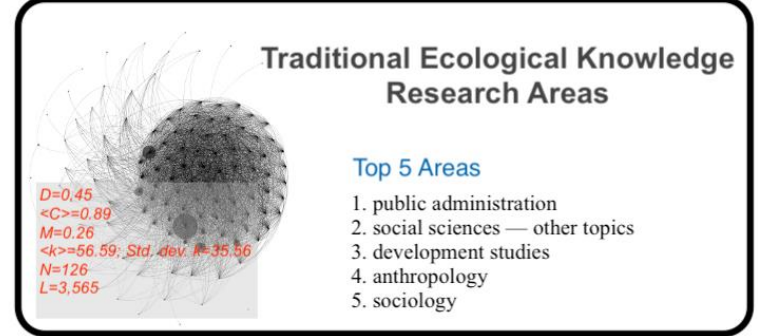 Traditional Ecological Knowledge
Research Areas
Top 5 Areas
1. public administration
2. social sciences — other topics
3. development studies
4. anthropology
5. sociology
D=0,45
<C>=0.89
M=0.26
<k>=56.59; Std. dev. k=35.56
N=126
L=3,565